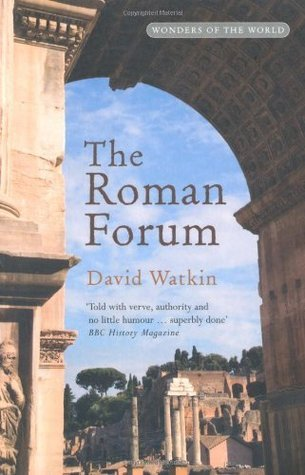 WONDERS OF THE WORLD
The
Roman
Forum
David Watkin
'Told with verve, authority and
no little humour ... superbly done'
BBC History Magazine